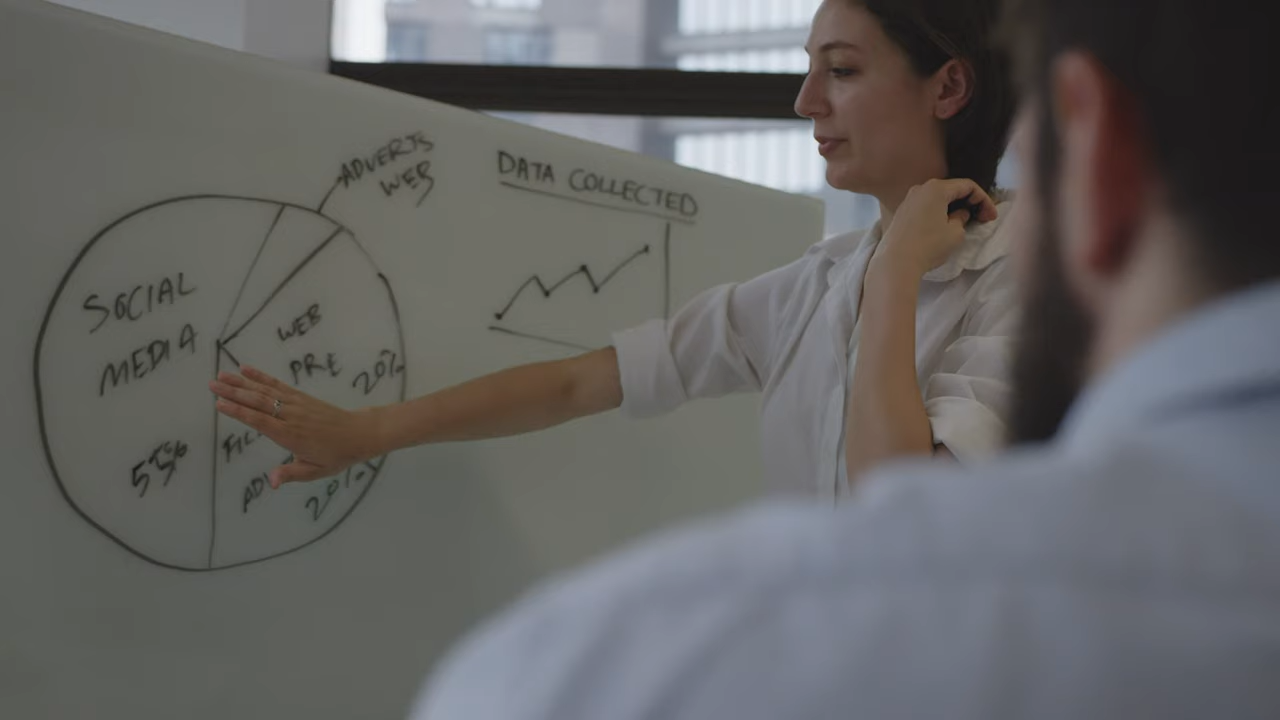 ADVERTS
WEB
DATA COLLECTED
SOCIAL
MEDIA
55%
WEB
PRE
20%
20%